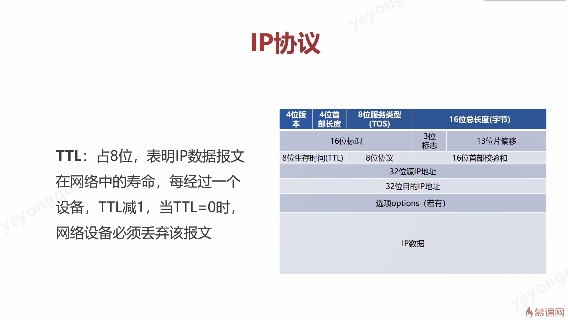 IP协议
TTL：占8位，表明IP数据报文
在网络中的寿命，每经过一个
设备，TTL减1，当TTL=0时，
网络设备必须丢弃该报文
4位版
本
4位首
部长度
8位服务类型
(TOS)
16位总长度(字节)
16位标识
3位
标志
13位片偏移
8位生存时间(TTL)
8位协议
16位首部校验和
32位源IP地址
32位目的IP地址
选项options（若有）
IP数据
慕课网